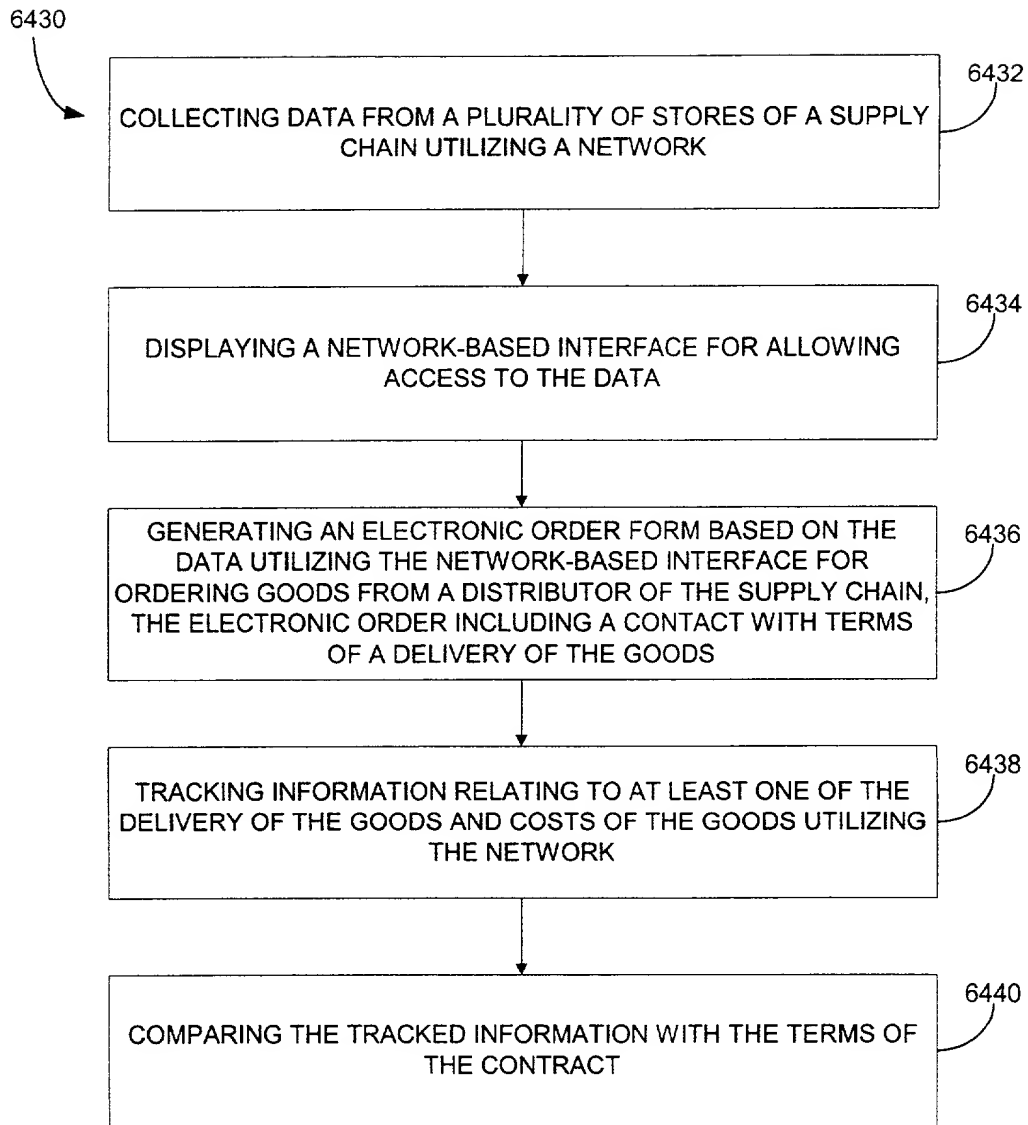 6430
6432
COLLECTING DATA FROM A PLURALITY OF STORES OF A SUPPLY
CHAIN UTILIZING A NETWORK
6434
DISPLAYING A NETWORK-BASED INTERFACE FOR ALLOWING
ACCESS TO THE DATA
6436
GENERATING AN ELECTRONIC ORDER FORM BASED ON THE
DATA UTILIZING THE NETWORK-BASED INTERFACE FOR
ORDERING GOODS FROM A DISTRIBUTOR OF THE SUPPLY CHAIN,
THE ELECTRONIC ORDER INCLUDING A CONTACT WITH TERMS
OF A DELIVERY OF THE GOODS
6438
TRACKING INFORMATION RELATING TO AT LEAST ONE OF THE
DELIVERY OF THE GOODS AND COSTS OF THE GOODS UTILIZING
THE NETWORK
6440
COMPARING THE TRACKED INFORMATION WITH THE TERMS OF
THE CONTRACT